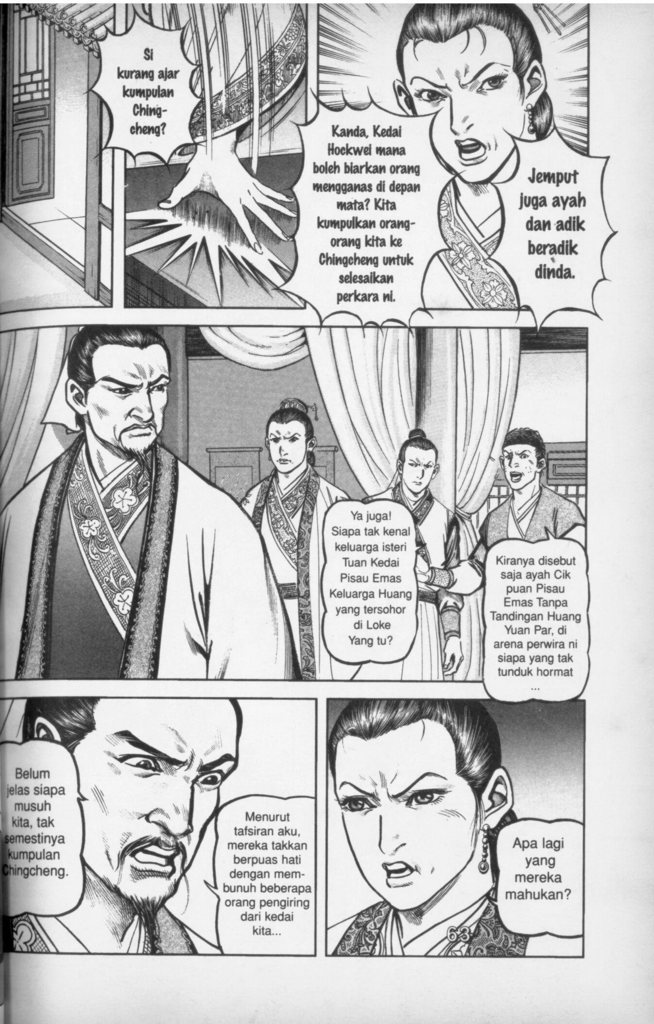 Si
kurang ajar
kumpulan
Ching-
cheng?
Kanda, Kedai
Hockwei mana
boleh biarkan orang
mengganas di depan
mata? Kita
kumpulkan orang-
orang kita ke
Chingcheng untuk
selesaikan
perkara ni.
Jemput
juga ayah
dan adik
beradik
dinda.
Ya juga!
Siapa tak kenal
keluarga isteri
Tuan Kedai
Pisau Emas
Keluarga Huang
yang tersohor
di Loke
Yang tu?
Kiranya disebut
saja ayah Cik
puan Pisau
Emas Tanpa
Tandingan Huang
Yuan Par, di
arena perwira ni
siapa yang tak
tunduk hormat
...
Belum
jelas siapa
musuh
kita, tak
semestinya
kumpulan
Chingcheng.
Menurut
tafsiran aku,
mereka takkan
berpuas hati
dengan mem-
bunuh beberapa
orang pengiring
dari kedai
kita...
Apa lagi
yang
mereka
mahukan?
63